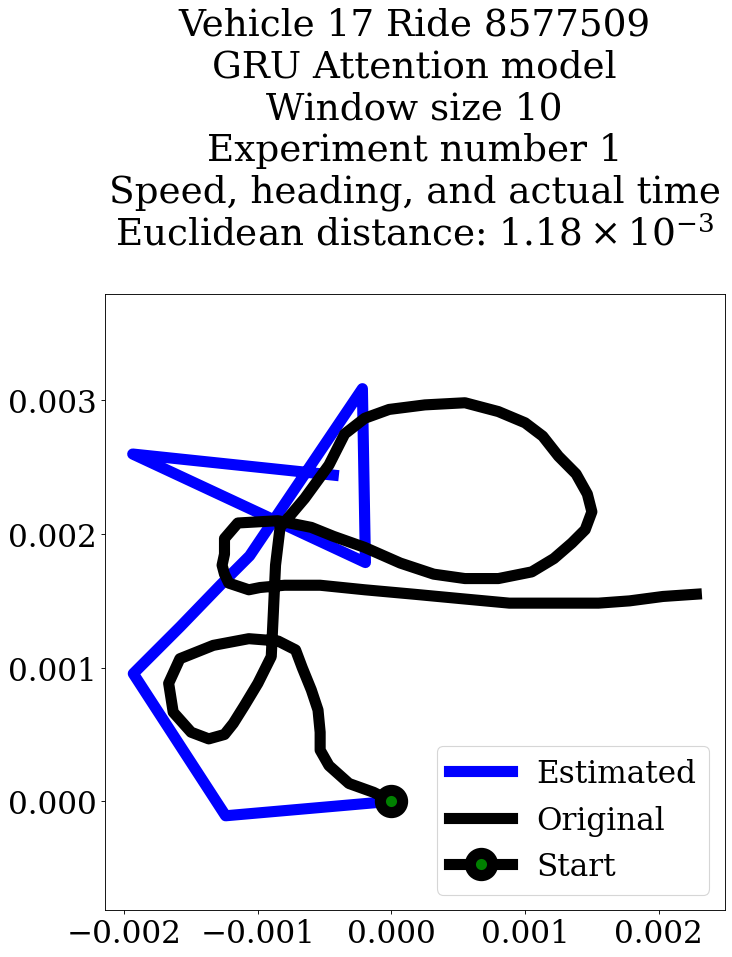 Vehicle 17 Ride 8577509
GRU Attention model
Window size 10
Experiment number 1
Speed, heading, and actual time
Euclidean distance: 1.18 × 10⁻³
0.003
0.002
0.001
0.000
Estimated
Original
Start
−0.002 −0.001 0.000 0.001 0.002